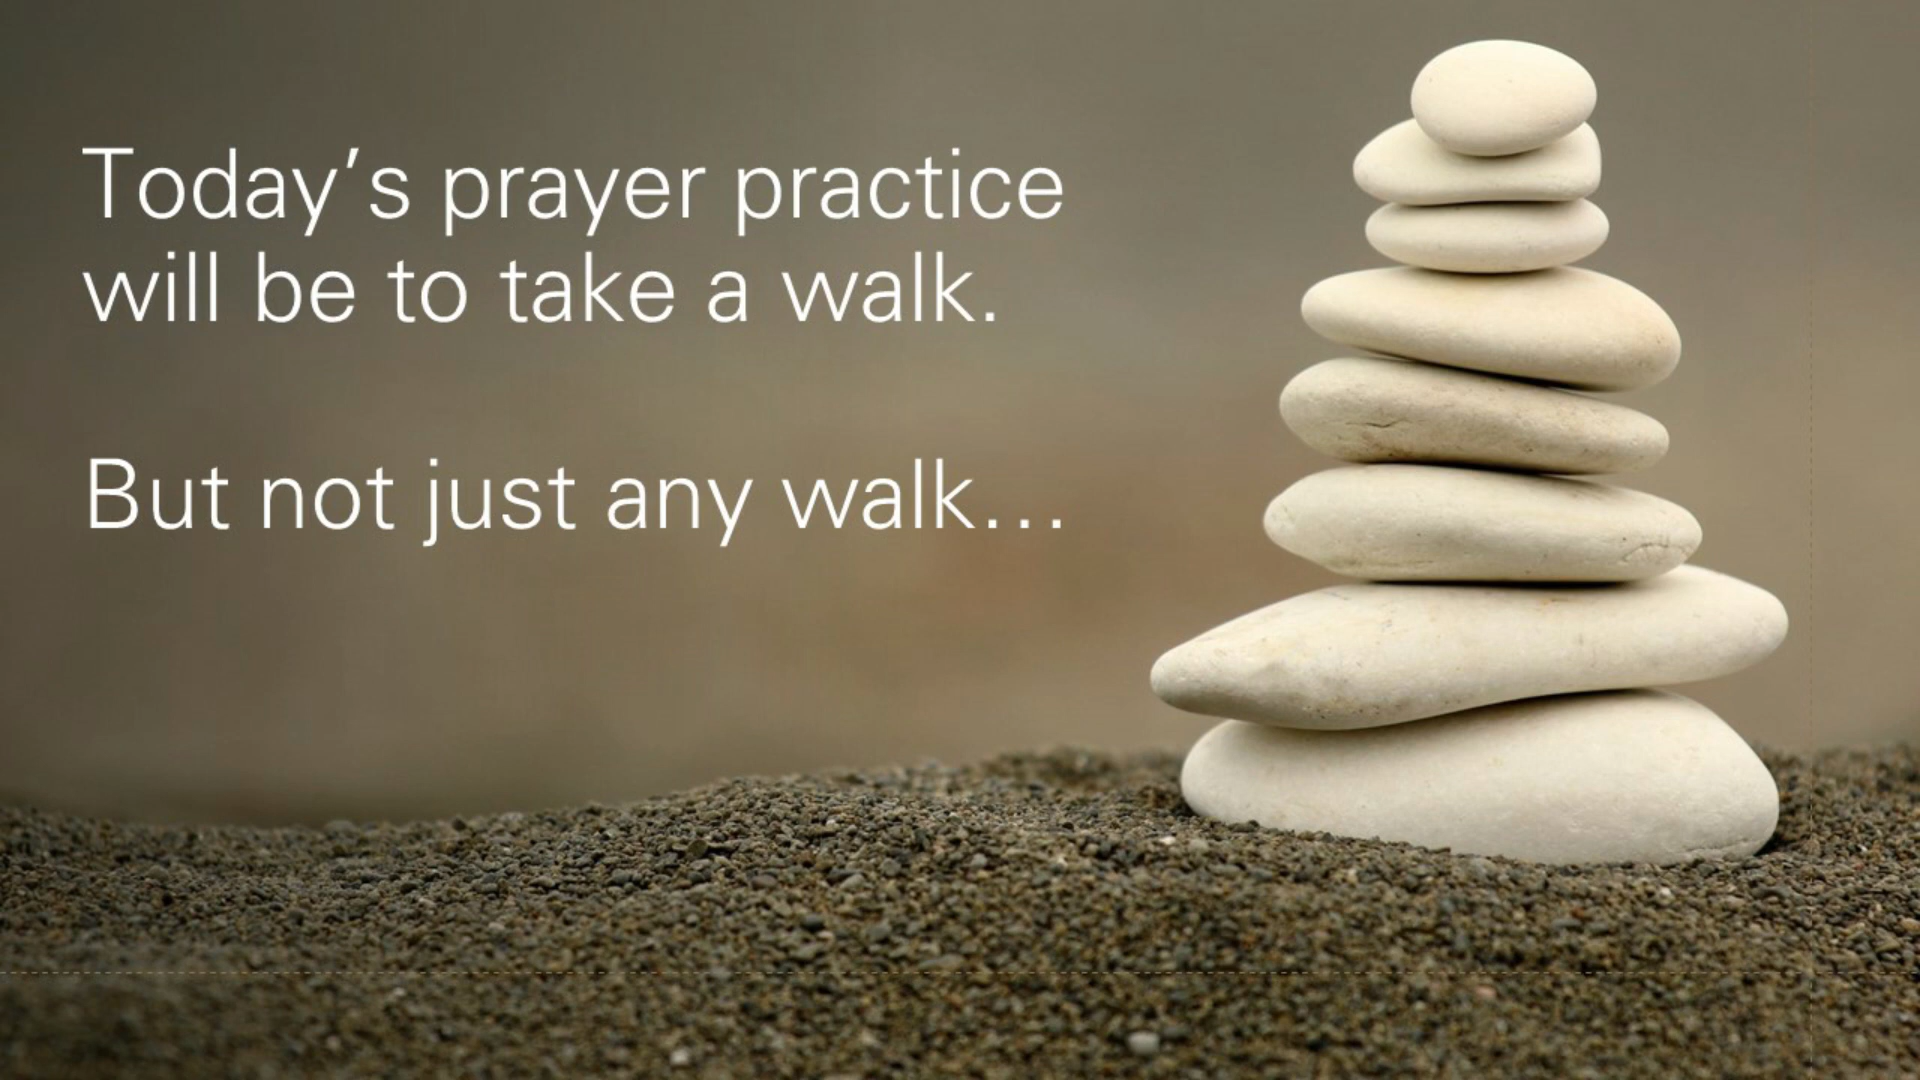 Today’s prayer practice
will be to take a walk.
But not just any walk…